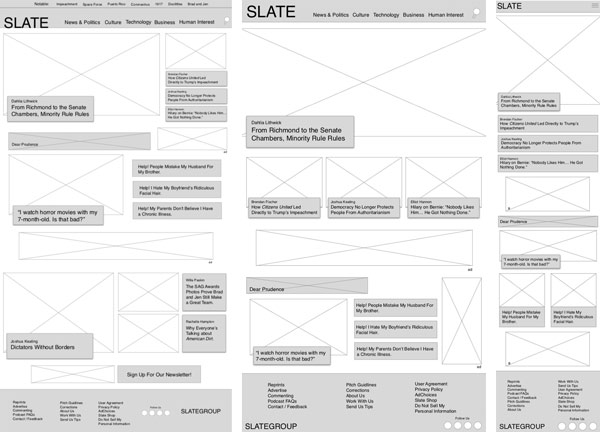 Notables Impeachment Space Force Puerto Rico Coronavirus 1917 Brad and Jen
SLATE
News & Politics Culture Technology Business Human Interest
Dahlia Lithwick
From Richmond to the Senate
Chambers, Minority Rule Rules
Brendan Fischer
How Citizens United Led
Directly to Trump's Impeachment
Joshua Keating
Democracy No Longer Protects
People From Authoritarianism
Elliot Hannon
Hillary on Bernie: "Nobody Likes
Him... He Got Nothing Done."
ad
Dear Prudence
Help! People Mistake My Husband For
My Brother.
Help! I Hate My Boyfriend's Ridiculous
Facial Hair.
Help! My Parents Don't Believe I Have
a Chronic Illness.
"I watch horror movies with my
7-month-old. Is that bad?"
ad
Willa Paskin
The SAG Awards
Photos Prove Brad
and Jen Still Make
a Great Team.
Rachelle Hampton
Why Everyone's
Talking about
American Dirt.
Joshua Keating
Dictators Without Borders
Sign Up For Our Newsletter!
Reprints
Advertise
Commenting
Podcast FAQs
Contact / Feedback
Pitch Guidlines
Corrections
About Us
Work With Us
Send Us Tips
User Agreement
Privacy Policy
AdChoices
Slate Shop
Do Not Sell My
Personal Information
Follow Us
SLATEGROUP
SLATE
News & Politics Culture Technology Business Human Interest
Dahlia Lithwick
From Richmond to the Senate
Chambers, Minority Rule Rules
Brendan Fischer
How Citizens United Led
Directly to Trump's Impeachment
Joshua Keating
Democracy No Longer Protects
People From Authoritarianism
Elliot Hannon
Hilary on Bernie: "Nobody Likes
Him... He Got Nothing Done."
ad
Dear Prudence
Help! People Mistake My Husband For
My Brother.
Help! I Hate My Boyfriend's Ridiculous
Facial Hair.
Help! My Parents Don't Believe I Have
a Chronic Illness.
"I watch horror movies with my
7-month-old. Is that bad?"
ad
Reprints
Advertise
Commenting
Podcast FAQs
Contact / Feedback
Pitch Guidlines
Corrections
About Us
Work With Us
Send Us Tips
User Agreement
Privacy Policy
AdChoices
Slate Shop
Do Not Sell My
Personal Information
Follow Us
SLATEGROUP
SLATE
Dahlia Lithwick
From Richmond to the Senate
Chambers, Minority Rule Rules
Brendan Fischer
How Citizens United Led Directly to Trump's
Impeachment
Joshua Keating
Democracy No Longer Protects People From
Authoritarianism
Elliot Hannon
Hilary on Bernie: "Nobody Likes Him... He Got
Nothing Done."
Dear Prudence
"I watch horror movies with my
7-month-old. Is that bad?"
Help! People Mistake
My Husband For My
Brother.
Help! I Hate My
Boyfriend's Ridiculous
Facial Hair.
Reprints
Advertise
Commenting
Podcast FAQs
Contact / Feedback
Pitch Guidlines
Corrections
About Us
Work With Us
Send Us Tips
User Agreement
Privacy Policy
AdChoices
Slate Shop
Do Not Sell My
Personal Information
Follow Us
SLATEGROUP